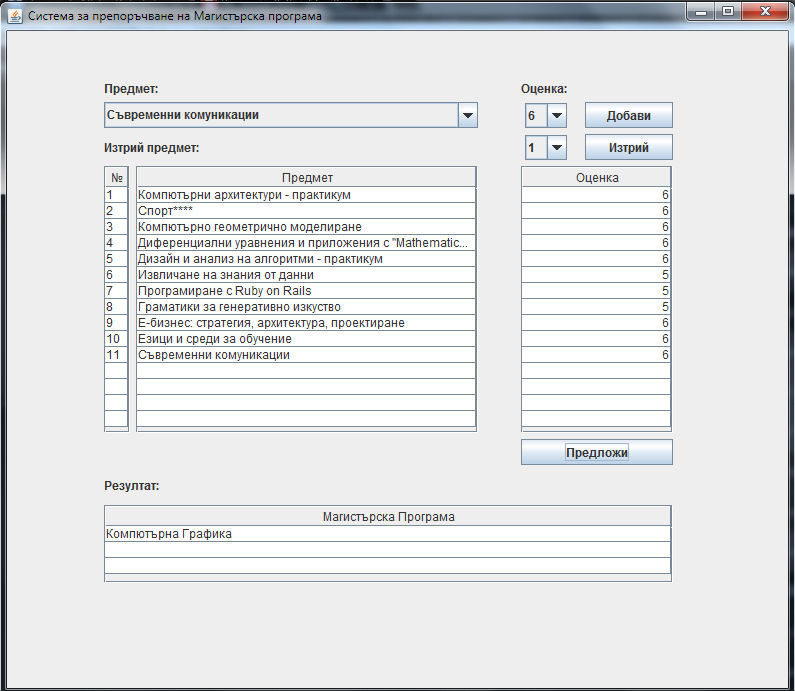 Система за препоръчване на Магистърска програма
Предмет: Оценка:
Съвременни комуникации 6 Добави
Изтрий предмет: 1 Изтрий
№ Предмет Оценка
1 Компютърни архитектури - практикум 6
2 Спорт**** 6
3 Компютърно геометрично моделиране 6
4 Диференциални уравнения и приложения с "Mathematic... 6
5 Дизайн и анализ на алгоритми - практикум 6
6 Извличане на знания от данни 5
7 Програмиране с Ruby on Rails 5
8 Граматики за генеративно изкуство 5
9 Е-бизнес: стратегия, архитектура, проектиране 6
10 Езици и среди за обучение 6
11 Съвременни комуникации 6
Предложи
Резултат:
Магистърска Програма
Компютърна Графика